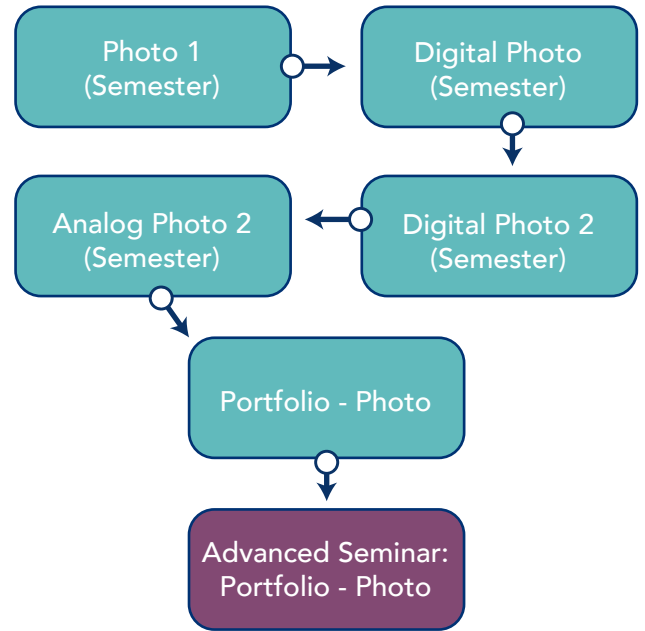 Photo 1
(Semester)
Digital Photo
(Semester)
Digital Photo 2
(Semester)
Analog Photo 2
(Semester)
Portfolio - Photo
Advanced Seminar:
Portfolio - Photo